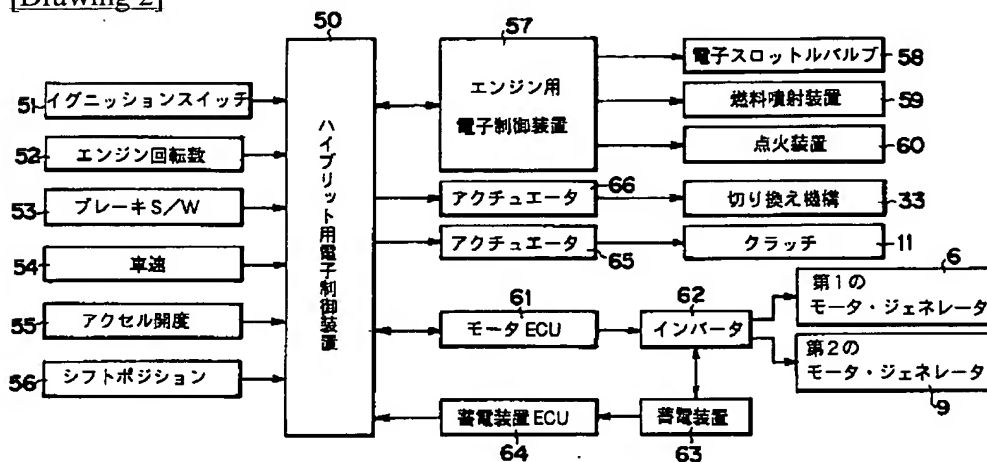 [Drawing 2]
50
57
電子スロットルバルブ
58
51
イグニッションスイッチ
エンジン用
電子制御装置
燃料噴射装置
59
52
エンジン回転数
点火装置
60
66
53
ブレーキS/W
ハイブリット用電子制御装置
アクチュエータ
切り換え機構
33
54
車速
アクチュエータ
65
クラッチ
11
6
61
62
第1の
モータ・ジェネレータ
55
アクセル開度
モータECU
インバータ
第2の
モータ・ジェネレータ
9
56
シフトポジション
蓄電装置ECU
64
蓄電装置
63